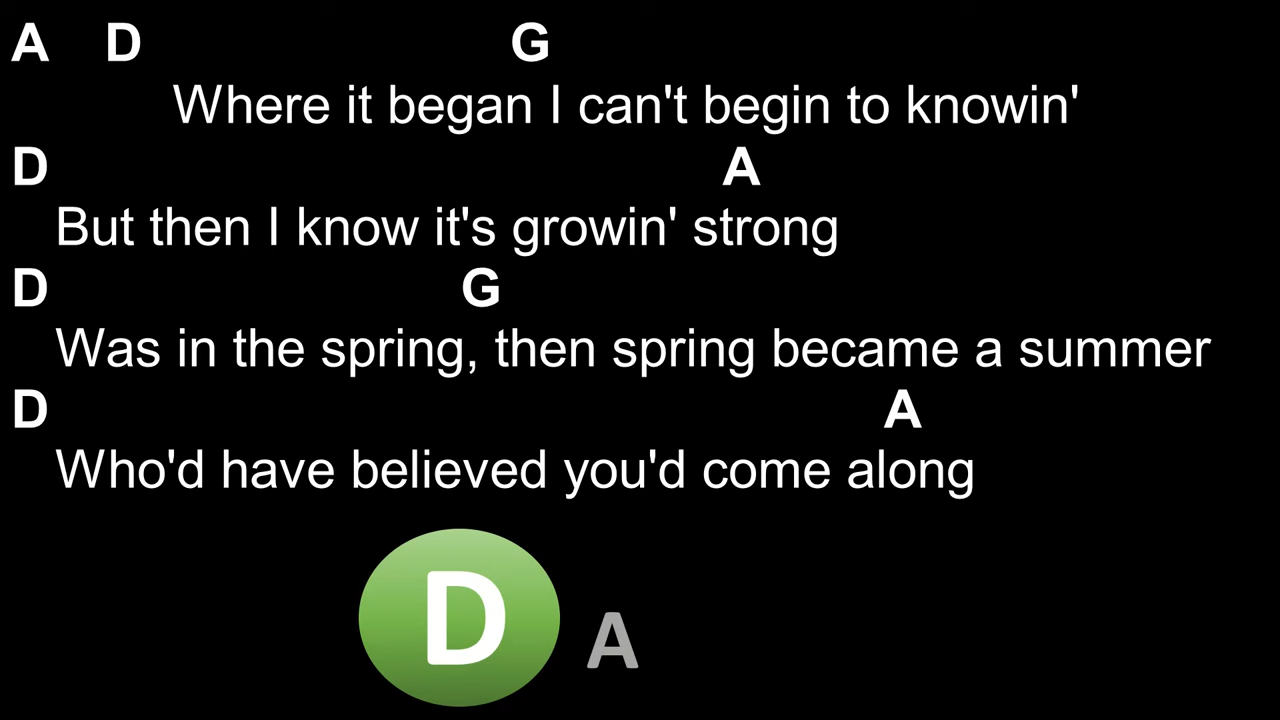 A D G
Where it began I can't begin to knowin'
D A
But then I know it's growin' strong
D G
Was in the spring, then spring became a summer
D A
Who'd have believed you'd come along
D A